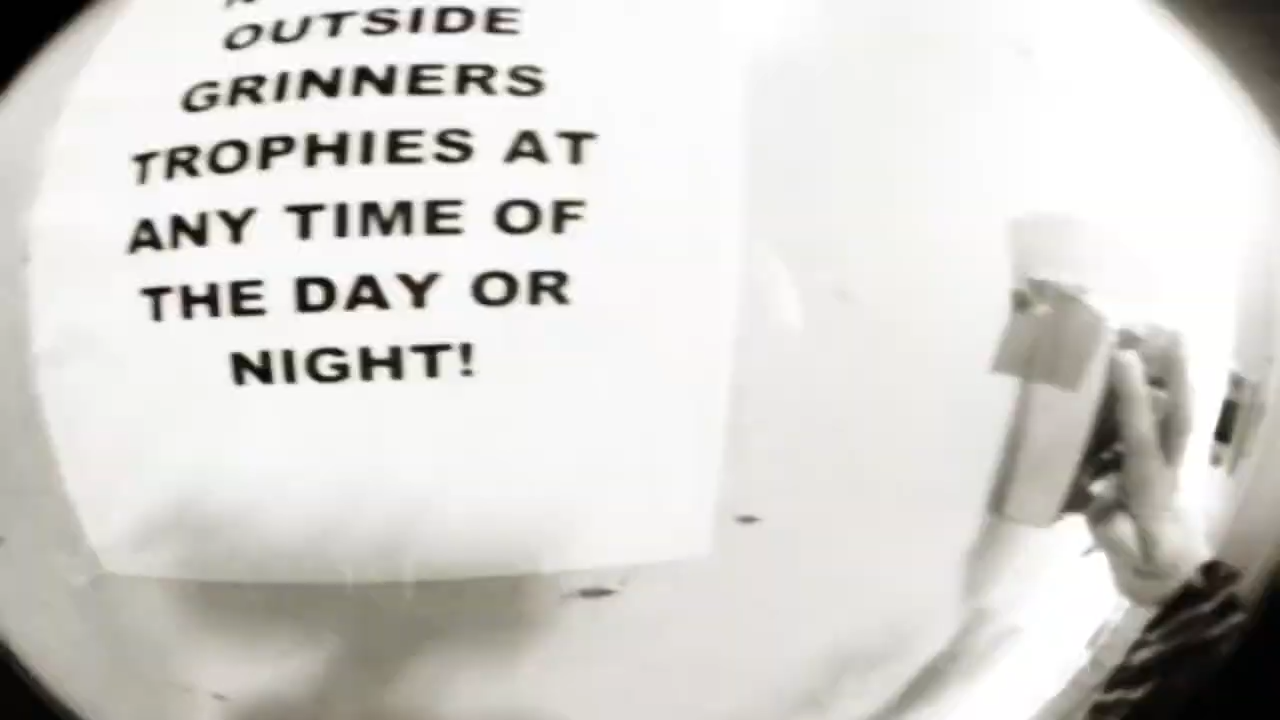 OUTSIDE
GRINNERS
TROPHIES AT
ANY TIME OF
THE DAY OR
NIGHT!